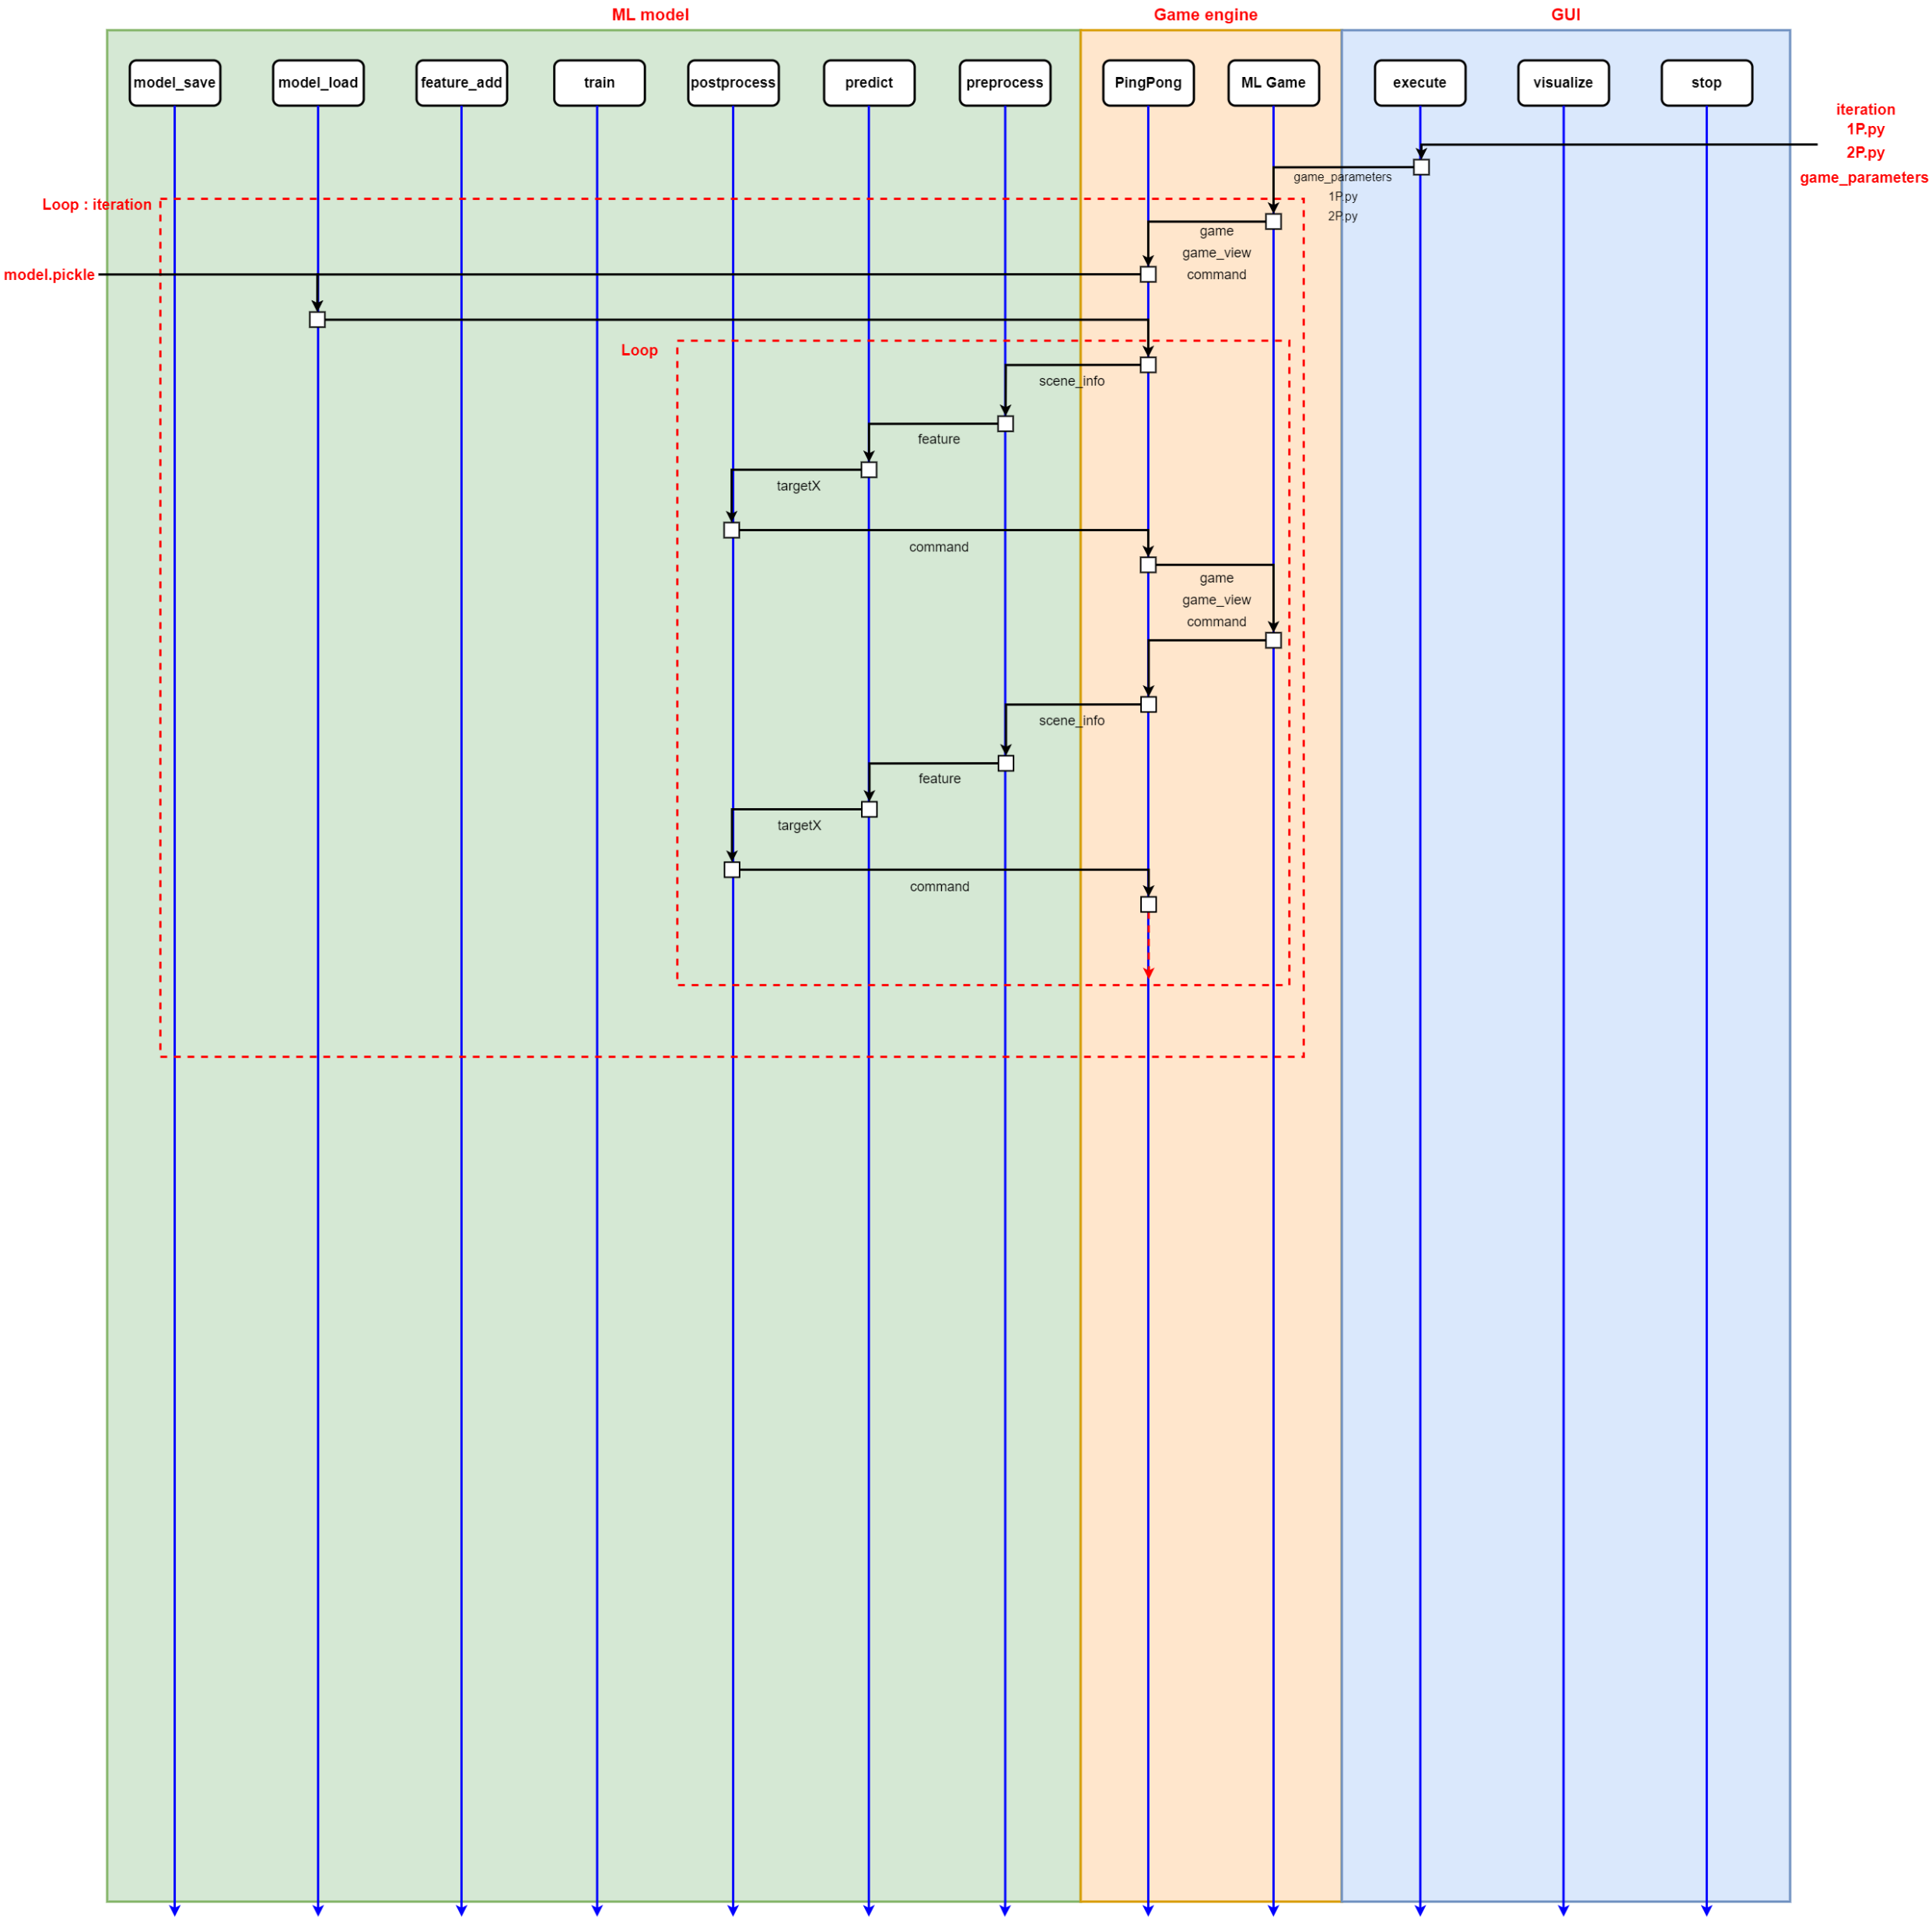 ML model
Game engine
GUI
model_save
model_load
feature_add
train
postprocess
predict
preprocess
PingPong
ML Game
execute
visualize
stop
iteration
1P.py
2P.py
game_parameters
game_parameters
1P.py
2P.py
Loop : iteration
game
game_view
command
model.pickle
Loop
scene_info
feature
targetX
command
game
game_view
command
scene_info
feature
targetX
command